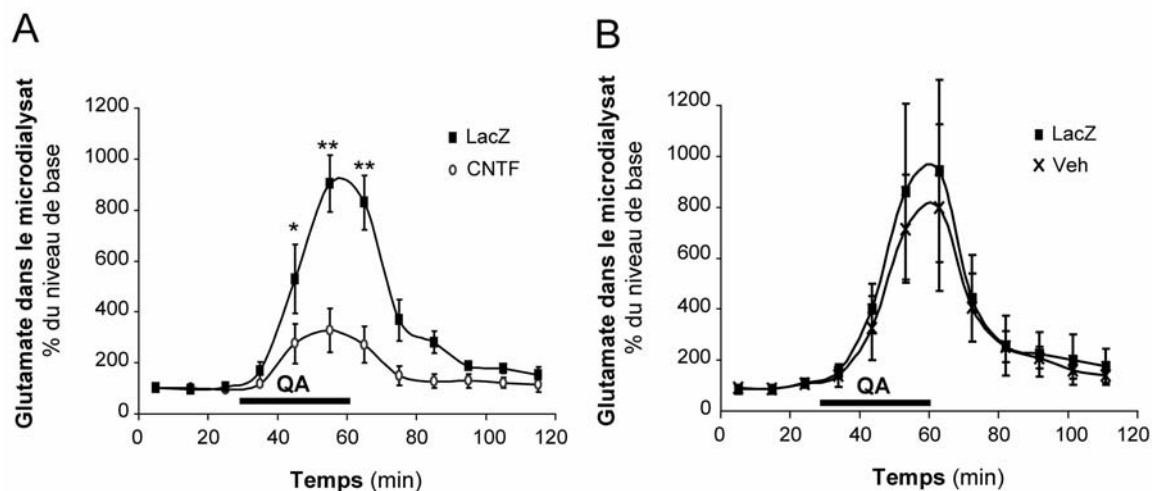 A
Glutamate dans le microdialysat
% du niveau de base
1200
1000
800
600
400
200
0
LacZ
CNTF
*
**
**
QA
0 20 40 60 80 100 120
Temps (min)
B
Glutamate dans le microdialysat
% du niveau de base
1200
1000
800
600
400
200
0
LacZ
Veh
QA
0 20 40 60 80 100 120
Temps (min)